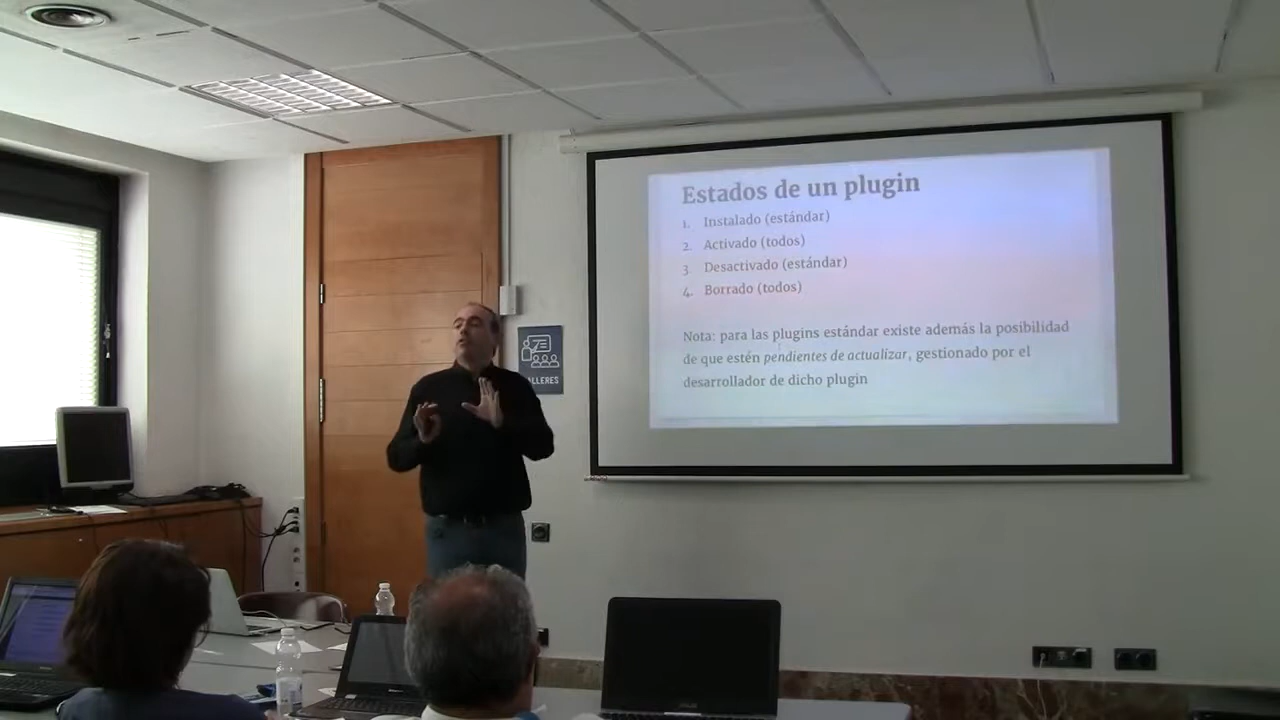 Estados de un plugin
1. Instalado (estándar)
2. Activado (todos)
3. Desactivado (estándar)
4. Borrado (todos)
Nota: para las plugins estándar existe además la posibilidad
de que estén pendientes de actualizar, gestionado por el
desarrollador de dicho plugin
LLERES